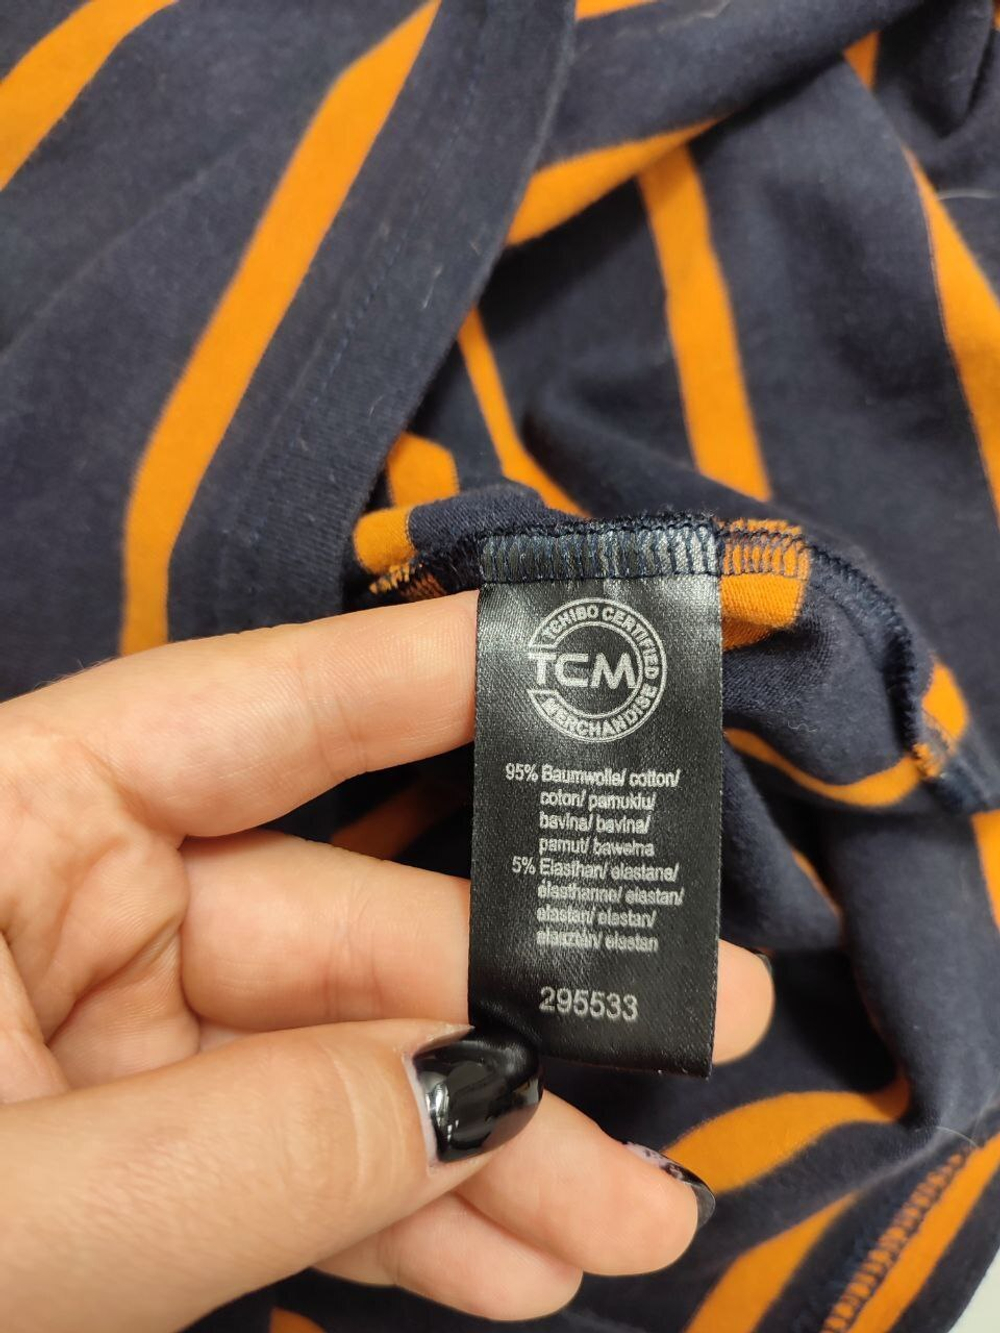 TCHIBO CERTIFIED
TCM
MERCHANDISE
95% Baumwolle/ cotton/
coton/ pamuklu/
bavlna/ bavlna/
pamut/ bawełna
5% Elasthan/ elastane/
élasthanne/ elastan/
elastan/ elastan/
elasztán/ elastan
295533